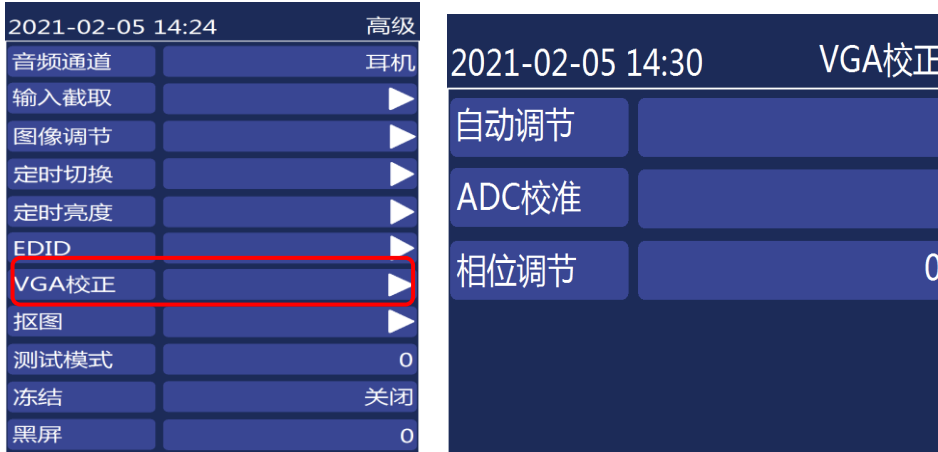 2021-02-05 14:24 高级
音频通道 耳机
输入截取
图像调节
定时切换
定时亮度
EDID
VGA校正
抠图
测试模式 0
冻结 关闭
黑屏 0
2021-02-05 14:30 VGA校正
自动调节
ADC校准
相位调节 0